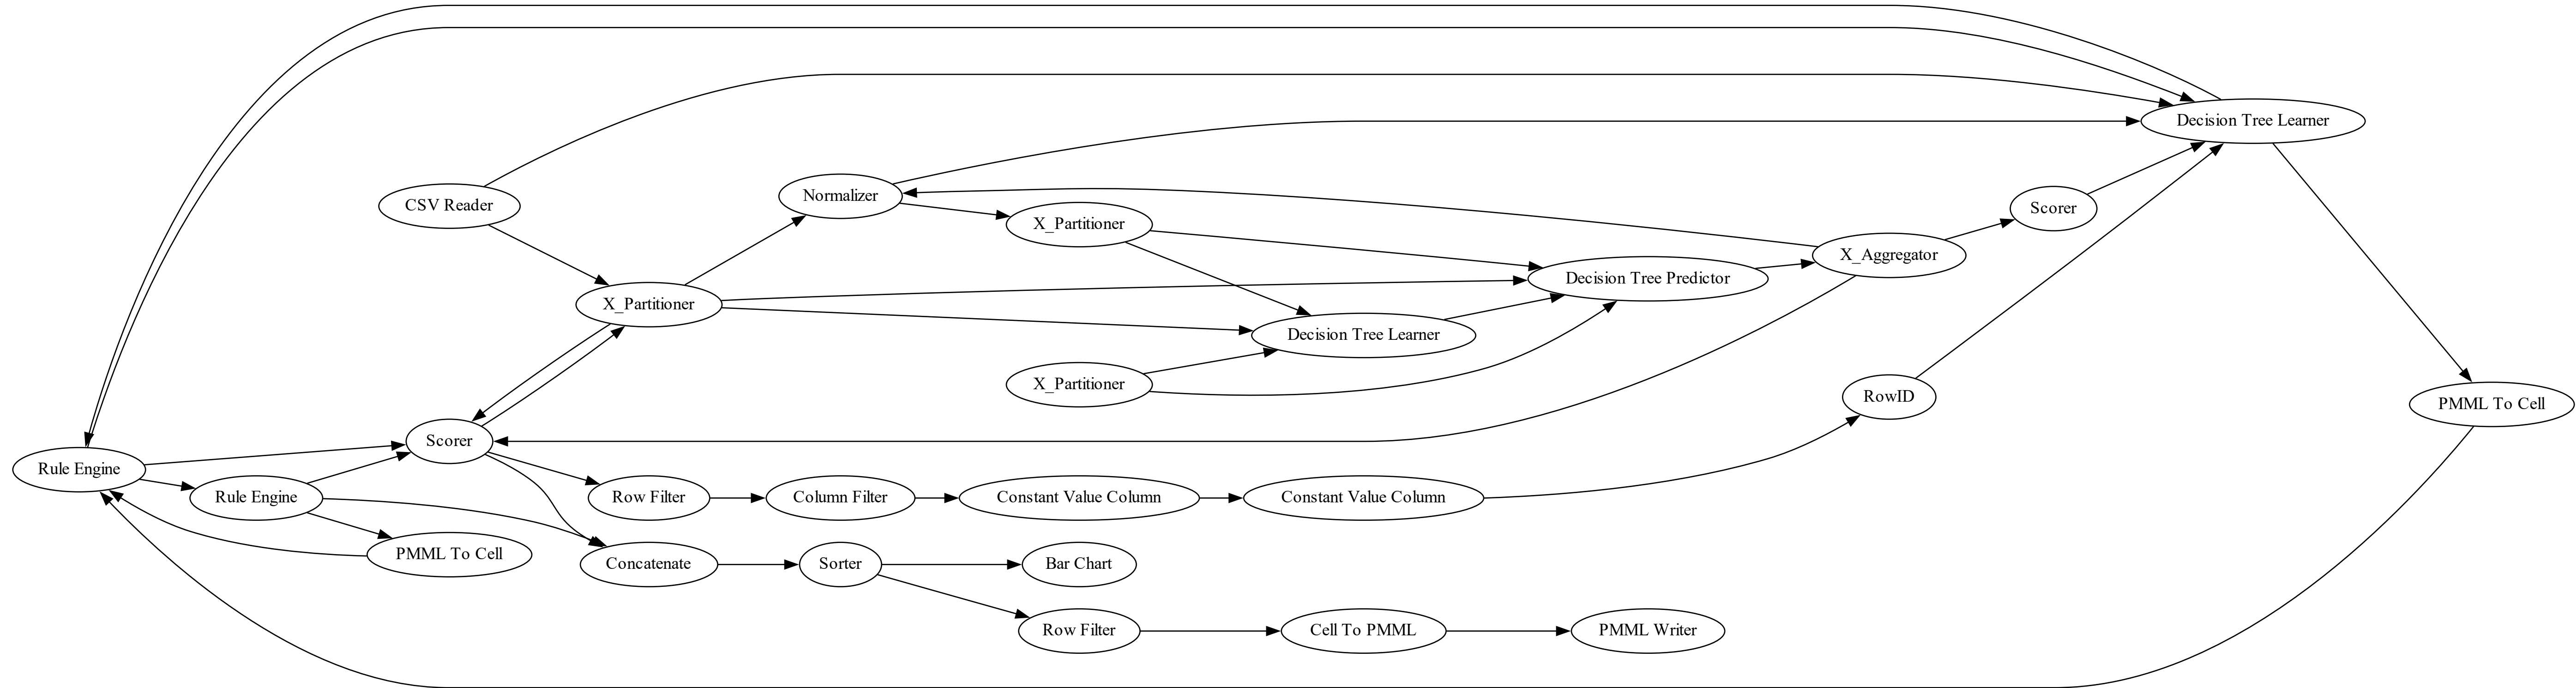 Decision Tree Learner
Normalizer
CSV Reader
X_Partitioner
Scorer
X_Aggregator
Decision Tree Predictor
X_Partitioner
Decision Tree Learner
X_Partitioner
RowID
PMML To Cell
Scorer
Rule Engine
Rule Engine
Row Filter
Column Filter
Constant Value Column
Constant Value Column
PMML To Cell
Concatenate
Sorter
Bar Chart
Row Filter
Cell To PMML
PMML Writer